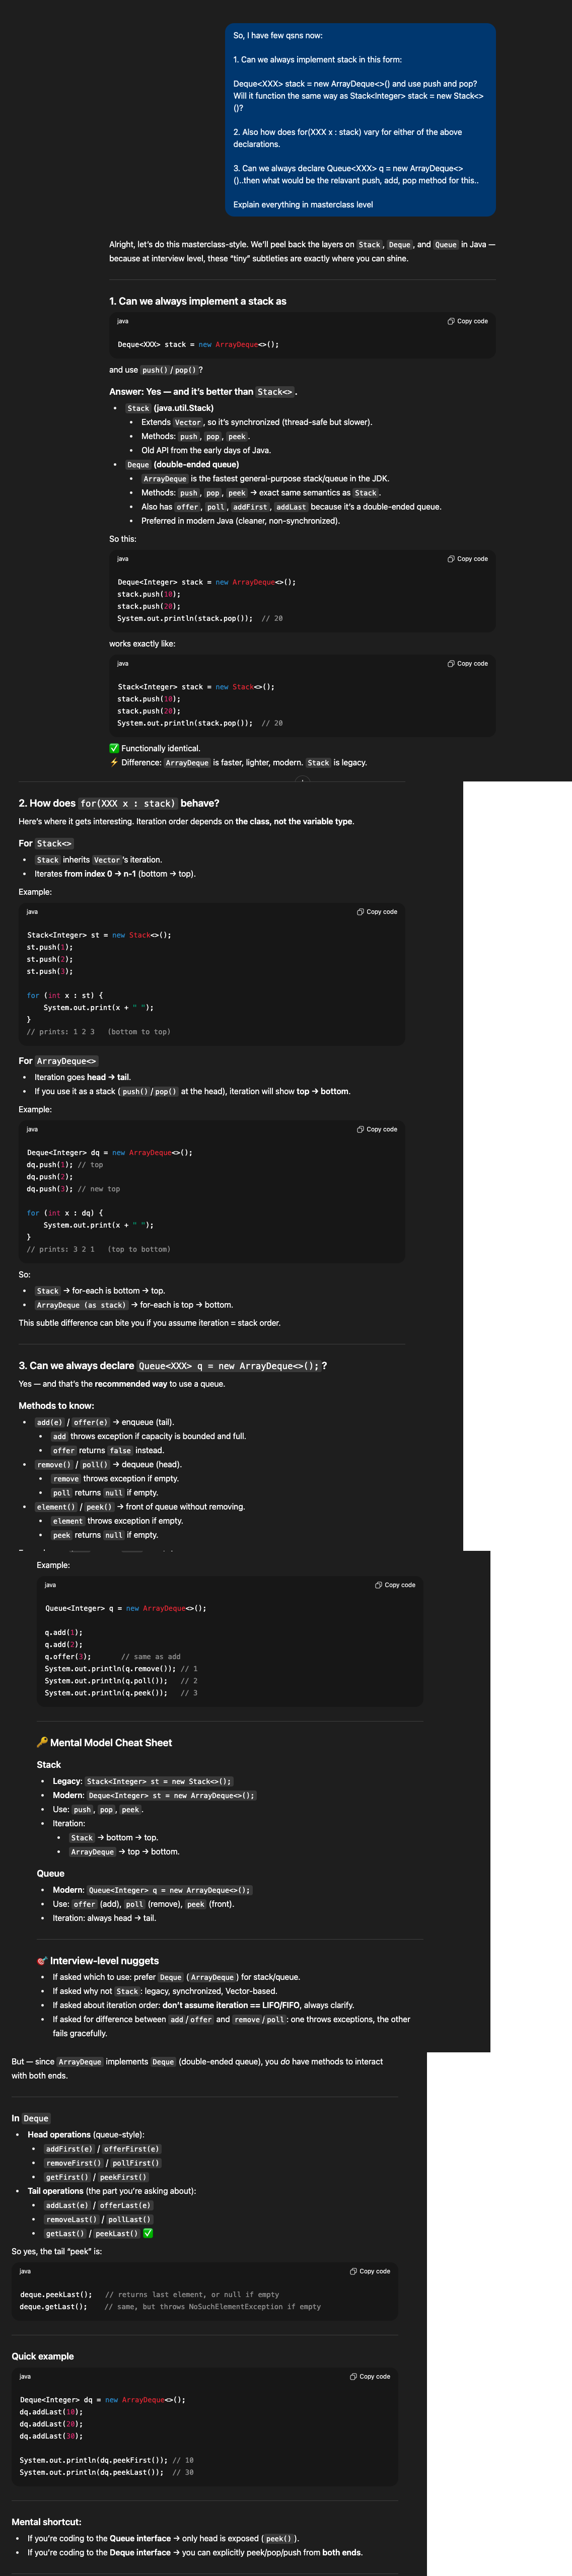 So, I have few qsns now:
1. Can we always implement stack in this form:
Deque<XXX> stack = new ArrayDeque<>() and use push and pop?
Will it function the same way as Stack<Integer> stack = new Stack<>
()?
2. Also how does for(XXX x : stack) vary for either of the above
declarations.
3. Can we always declare Queue<XXX> q = new ArrayDeque<>
()..then what would be the relavant push, add, pop method for this..
Explain everything in masterclass level
Alright, let's do this masterclass-style. We'll peel back the layers on Stack, Deque, and Queue in Java —
because at interview level, these "tiny" subtleties are exactly where you can shine.
1. Can we always implement a stack as
java
Copy code
Deque<XXX> stack = new ArrayDeque<>();
and use push() / pop()?
Answer: Yes — and it's better than Stack<>.
• Stack (java.util.Stack)
• Extends Vector, so it's synchronized (thread-safe but slower).
• Methods: push, pop, peek.
• Old API from the early days of Java.
• Deque (double-ended queue)
• ArrayDeque is the fastest general-purpose stack/queue in the JDK.
• Methods: push, pop, peek → exact same semantics as Stack.
• Also has offer, poll, addFirst, addLast because it's a double-ended queue.
• Preferred in modern Java (cleaner, non-synchronized).
So this:
java
Copy code
Deque<Integer> stack = new ArrayDeque<>();
stack.push(10);
stack.push(20);
System.out.println(stack.pop()); // 20
works exactly like:
java
Copy code
Stack<Integer> stack = new Stack<>();
stack.push(10);
stack.push(20);
System.out.println(stack.pop()); // 20
✅ Functionally identical.
⚡ Difference: ArrayDeque is faster, lighter, modern. Stack is legacy.
2. How does for(XXX x : stack) behave?
Here's where it gets interesting. Iteration order depends on the class, not the variable type.
For Stack<>
• Stack inherits Vector's iteration.
• Iterates from index 0 → n-1 (bottom → top).
Example:
java
Copy code
Stack<Integer> st = new Stack<>();
st.push(1);
st.push(2);
st.push(3);
for (int x : st) {
System.out.print(x + " ");
}
// prints: 1 2 3 (bottom to top)
For ArrayDeque<>
• Iteration goes head → tail.
• If you use it as a stack (push()/pop() at the head), iteration will show top → bottom.
Example:
java
Copy code
Deque<Integer> dq = new ArrayDeque<>();
dq.push(1); // top
dq.push(2);
dq.push(3); // new top
for (int x : dq) {
System.out.print(x + " ");
}
// prints: 3 2 1 (top to bottom)
So:
• Stack → for-each is bottom → top.
• ArrayDeque (as stack) → for-each is top → bottom.
This subtle difference can bite you if you assume iteration = stack order.
3. Can we always declare Queue<XXX> q = new ArrayDeque<>();?
Yes — and that's the recommended way to use a queue.
Methods to know:
• add(e) / offer(e) → enqueue (tail).
• add throws exception if capacity is bounded and full.
• offer returns false instead.
• remove() / poll() → dequeue (head).
• remove throws exception if empty.
• poll returns null if empty.
• element() / peek() → front of queue without removing.
• element throws exception if empty.
• peek returns null if empty.
Example:
java
Copy code
Queue<Integer> q = new ArrayDeque<>();
q.add(1);
q.add(2);
q.offer(3); // same as add
System.out.println(q.remove()); // 1
System.out.println(q.poll()); // 2
System.out.println(q.peek()); // 3
🔑 Mental Model Cheat Sheet
Stack
• Legacy: Stack<Integer> st = new Stack<>();
• Modern: Deque<Integer> st = new ArrayDeque<>();
• Use: push, pop, peek.
• Iteration:
• Stack → bottom → top.
• ArrayDeque → top → bottom.
Queue
• Modern: Queue<Integer> q = new ArrayDeque<>();
• Use: offer (add), poll (remove), peek (front).
• Iteration: always head → tail.
🎯 Interview-level nuggets
• If asked which to use: prefer Deque (ArrayDeque) for stack/queue.
• If asked why not Stack: legacy, synchronized, Vector-based.
• If asked about iteration order: don't assume iteration == LIFO/FIFO, always clarify.
• If asked for difference between add/offer and remove/poll: one throws exceptions, the other
fails gracefully.
But — since ArrayDeque implements Deque (double-ended queue), you do have methods to interact
with both ends.
In Deque
• Head operations (queue-style):
• addFirst(e) / offerFirst(e)
• removeFirst() / pollFirst()
• getFirst() / peekFirst()
• Tail operations (the part you're asking about):
• addLast(e) / offerLast(e)
• removeLast() / pollLast()
• getLast() / peekLast() ✅
So yes, the tail "peek" is:
java
Copy code
deque.peekLast(); // returns last element, or null if empty
deque.getLast(); // same, but throws NoSuchElementException if empty
Quick example
java
Copy code
Deque<Integer> dq = new ArrayDeque<>();
dq.addLast(10);
dq.addLast(20);
dq.addLast(30);
System.out.println(dq.peekFirst()); // 10
System.out.println(dq.peekLast()); // 30
Mental shortcut:
• If you're coding to the Queue interface → only head is exposed (peek()).
• If you're coding to the Deque interface → you can explicitly peek/pop/push from both ends.